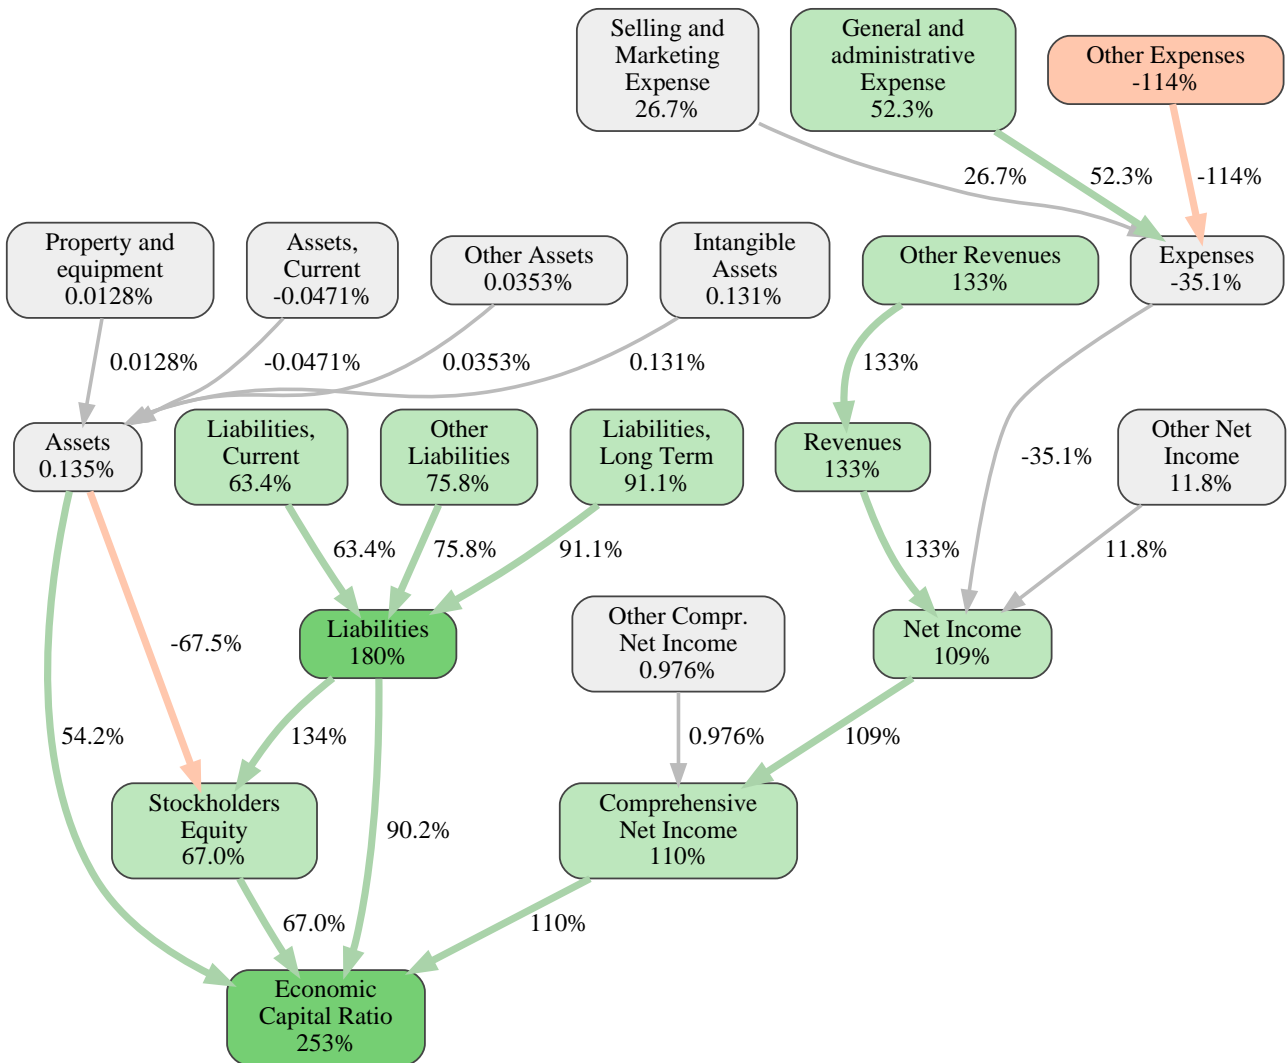 Selling and
Marketing
Expense
26.7%
General and
administrative
Expense
52.3%
Other Expenses
-114%
26.7%
52.3%
-114%
Property and
equipment
0.0128%
Assets,
Current
-0.0471%
Other Assets
0.0353%
Intangible
Assets
0.131%
Other Revenues
133%
Expenses
-35.1%
0.0128%
-0.0471%
0.0353%
0.131%
133%
Assets
0.135%
Liabilities,
Current
63.4%
Other
Liabilities
75.8%
Liabilities,
Long Term
91.1%
Revenues
133%
-35.1%
Other Net
Income
11.8%
63.4%
75.8%
91.1%
133%
11.8%
-67.5%
Liabilities
180%
Other Compr.
Net Income
0.976%
Net Income
109%
54.2%
134%
0.976%
109%
Stockholders
Equity
67.0%
90.2%
Comprehensive
Net Income
110%
67.0%
110%
Economic
Capital Ratio
253%